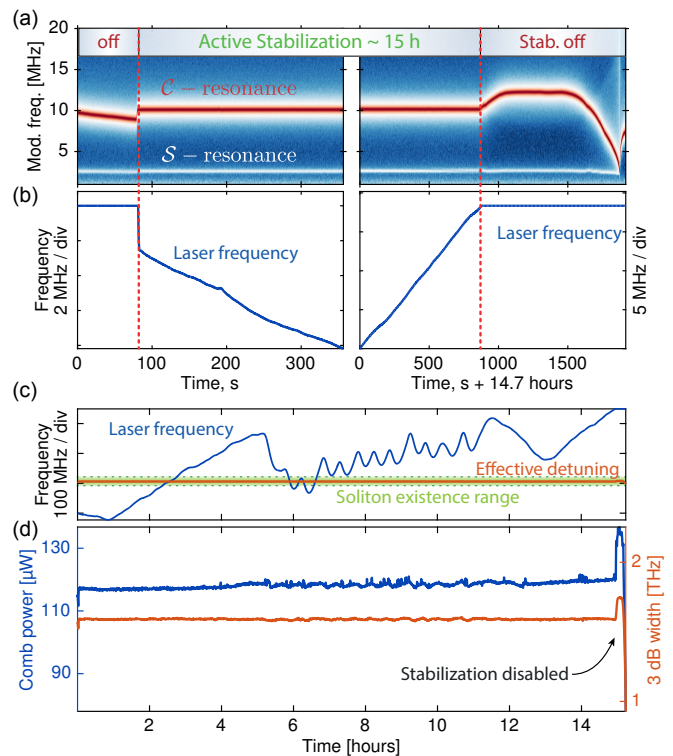 (a)
off
Active Stabilization ~ 15 h
Stab. off
Mod. freq. [MHz]
20
15
10
5
C – resonance
S – resonance
(b)
Frequency
2 MHz / div
Laser frequency
Laser frequency
5 MHz / div
0 100 200 300
0 500 1000 1500
Time, s
Time, s + 14.7 hours
(c)
Frequency
100 MHz / div
Laser frequency
Effective detuning
Soliton existence range
(d)
Comb power [μW]
130
110
90
3 dB width [THz]
2
1
Stabilization disabled
2 4 6 8 10 12 14
Time [hours]